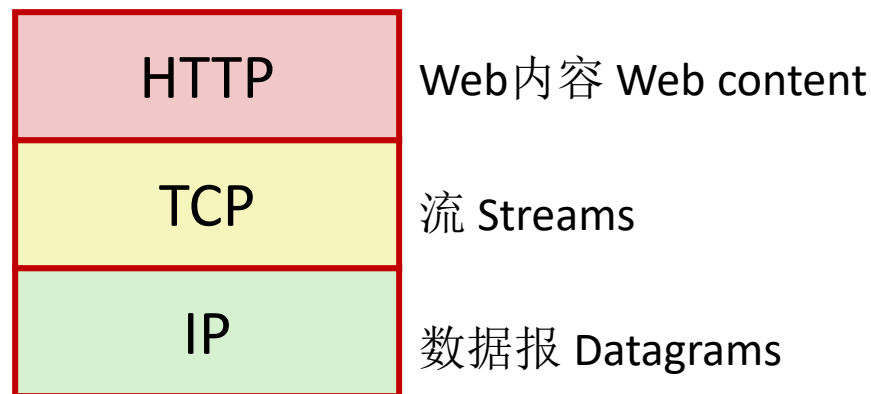 HTTP Web内容 Web content
TCP 流 Streams
IP 数据报 Datagrams